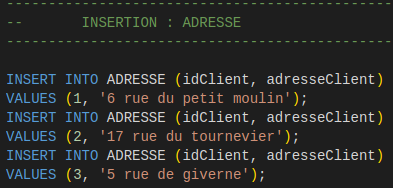 --------------------------------------------------
--       INSERTION : ADRESSE
--------------------------------------------------
INSERT INTO ADRESSE (idClient, adresseClient)
VALUES (1, '6 rue du petit moulin');
INSERT INTO ADRESSE (idClient, adresseClient)
VALUES (2, '17 rue du tournevier');
INSERT INTO ADRESSE (idClient, adresseClient)
VALUES (3, '5 rue de giverne');